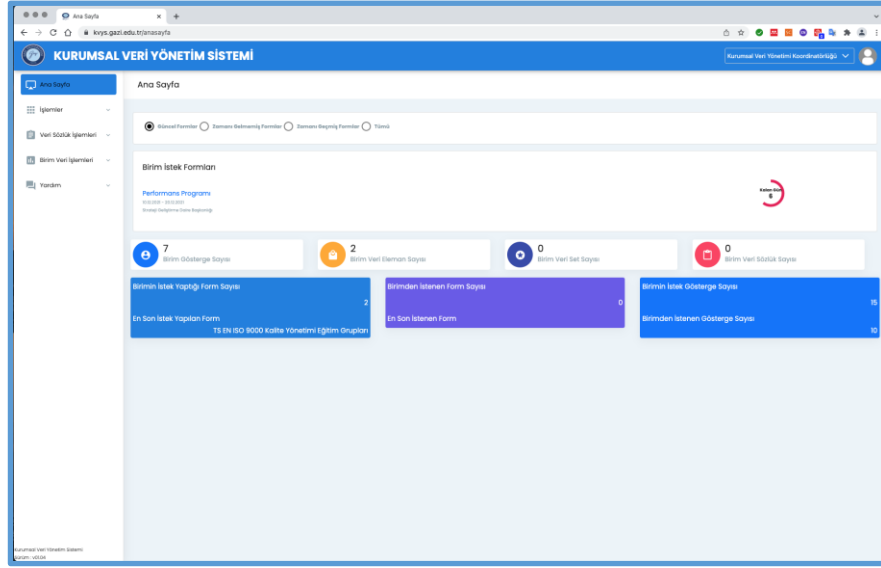 Ana Sayfa
kvys.gazi.edu.tr/anasayfa
KURUMSAL VERİ YÖNETİM SİSTEMİ
Kurumsal Veri Yönetimi Koordinatörlüğü
Ana Sayfa
İşlemler
Veri Sözlük İşlemleri
Birim Veri İşlemleri
Yardım
Ana Sayfa
Güncel Formlar Zamanı Gelmemiş Formlar Zamanı Geçmiş Formlar Tümü
Birim İstek Formları
Performans Programı
Strateji Geliştirme Daire Başkanlığı
Kalan Gün
6
7
Birim Gösterge Sayısı
2
Birim Veri Eleman Sayısı
0
Birim Veri Set Sayısı
0
Birim Veri Sözlük Sayısı
Birimin İstek Yaptığı Form Sayısı
2
En Son İstek Yapılan Form
TS EN ISO 9000 Kalite Yönetimi Eğitim Grupları
Birimden İstenen Form Sayısı
0
En Son İstenen Form
Birimin İstek Gösterge Sayısı
15
Birimden İstenen Gösterge Sayısı
10
Kurumsal Veri Yönetim Sistemi